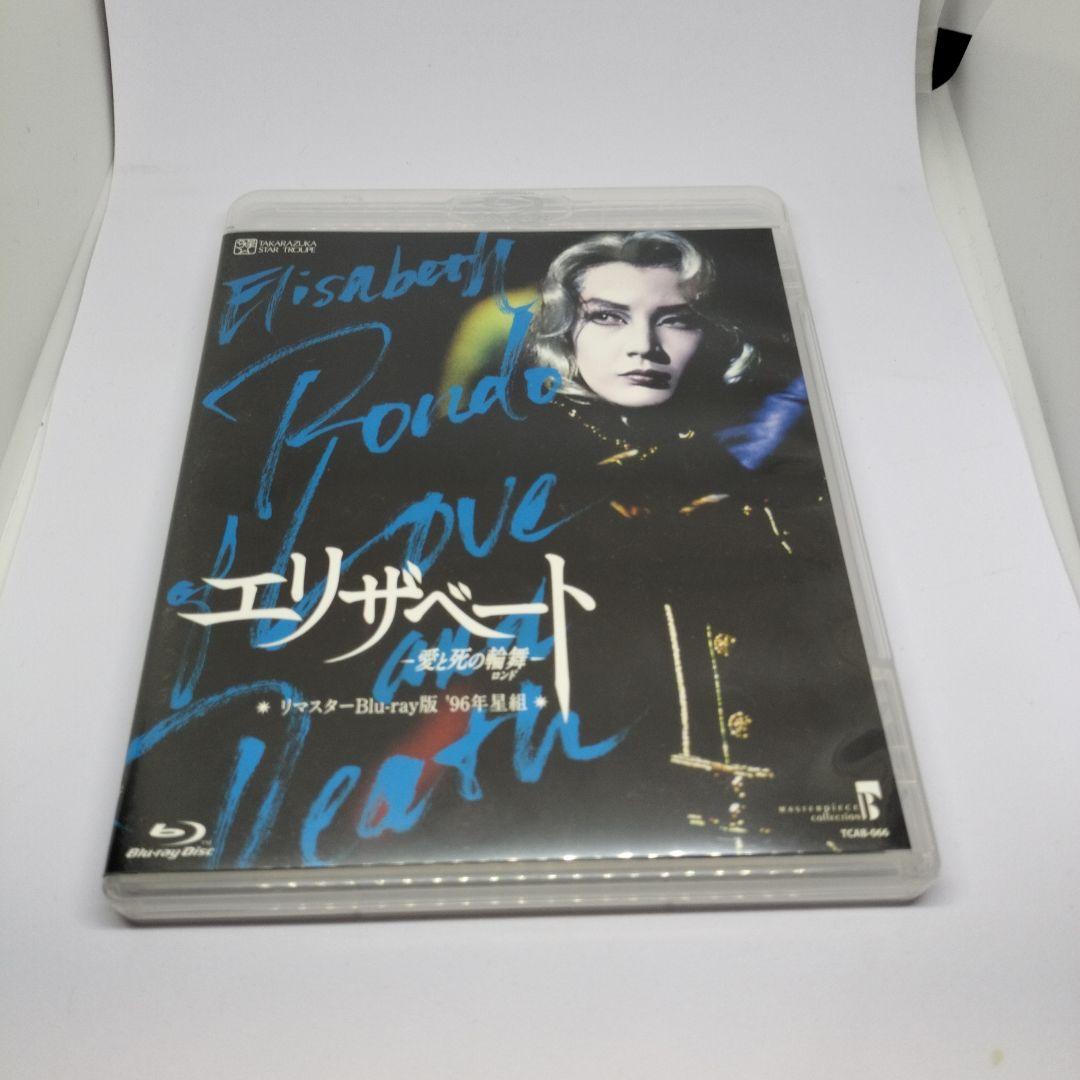 TAKARAZUKA
STAR TROUPE
Elisabeth
Rondo
of Love
エリザベート
and
-愛と死の輪舞-
ロンド
＊ リマスターBlu-ray版 '96年星組 ＊
Death
Blu-ray Disc
MASTERPIECE
collection
TCAB-066